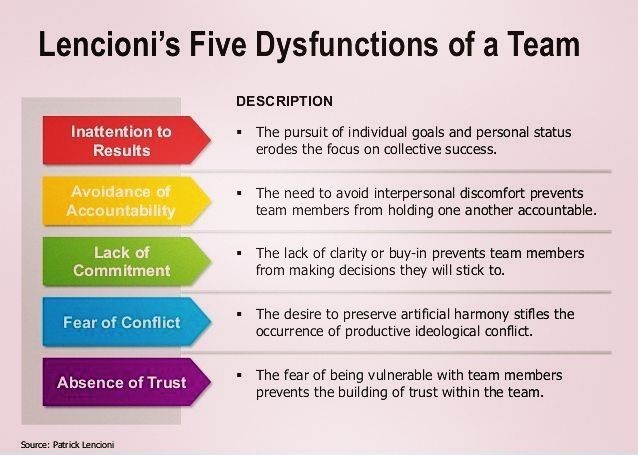 Lencioni's Five Dysfunctions of a Team
DESCRIPTION
Inattention to
Results
▪ The pursuit of individual goals and personal status
erodes the focus on collective success.
Avoidance of
Accountability
▪ The need to avoid interpersonal discomfort prevents
team members from holding one another accountable.
Lack of
Commitment
▪ The lack of clarity or buy-in prevents team members
from making decisions they will stick to.
Fear of Conflict
▪ The desire to preserve artificial harmony stifles the
occurrence of productive ideological conflict.
Absence of Trust
▪ The fear of being vulnerable with team members
prevents the building of trust within the team.
Source: Patrick Lencioni